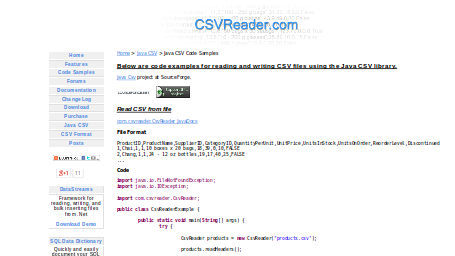 CSVReader.com
Home > Java CSV > Java CSV Code Samples
Home
Features
Code Samples
Forums
Documentation
Change Log
Download
Purchase
Java CSV
CSV Format
Posts
+1 11
DataStreams
Framework for
reading, writing, and
bulk inserting files
from .Net
Download Demo
SQL Data Dictionary
Quickly and easily
document your SQL
Below are code examples for reading and writing CSV files using the Java CSV library.
Java Csv project at SourceForge.
Read CSV from file
com.csvreader.CsvReader JavaDocs
File Format
ProductID,ProductName,SupplierID,CategoryID,QuantityPerUnit,UnitPrice,UnitsInStock,UnitsOnOrder,ReorderLevel,Discontinued
1,Chai,1,1,10 boxes x 20 bags,18,39,0,10,FALSE
2,Chang,1,1,24 - 12 oz bottles,19,17,40,25,FALSE
...
Code
import java.io.FileNotFoundException;
import java.io.IOException;
import com.csvreader.CsvReader;
public class CsvReaderExample {
public static void main(String[] args) {
try {
CsvReader products = new CsvReader("products.csv");
products.readHeaders();